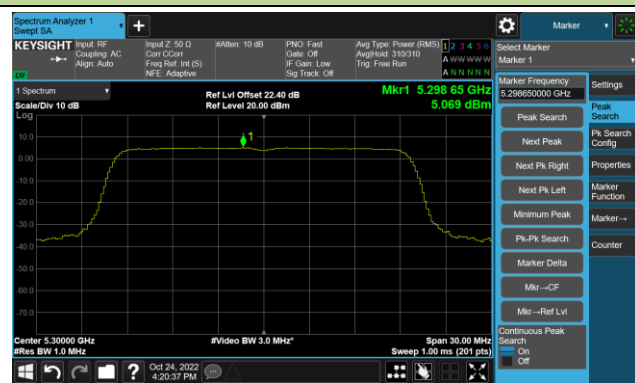 Spectrum Analyzer 1
Swept SA
Marker
KEYSIGHT
Input: RF
Coupling: AC
Align: Auto
Input Z: 50 Ω
Corr CCorr
Freq Ref: Int (S)
NFE: Adaptive
#Atten: 10 dB
PNO: Fast
Gate: Off
IF Gain: Low
Sig Track: Off
Avg Type: Power (RMS)
Avg|Hold: 310/310
Trig: Free Run
1 2 3 4 5 6
A W W W W W
A N N N N N
Select Marker
Marker 1
LW
1 Spectrum
Scale/Div 10 dB
Log
Ref Lvl Offset 22.40 dB
Ref Level 20.00 dBm
Mkr1 5.298 65 GHz
5.069 dBm
1
10.0
0.00
-10.0
-20.0
-30.0
-40.0
-50.0
-60.0
-70.0
Center 5.30000 GHz
#Res BW 1.0 MHz
#Video BW 3.0 MHz*
Span 30.00 MHz
Sweep 1.00 ms (201 pts)
Marker Frequency
5.298650000 GHz
Peak Search
Next Peak
Next Pk Right
Next Pk Left
Minimum Peak
Pk-Pk Search
Marker Delta
Mkr→CF
Mkr→Ref Lvl
Continuous Peak
Search
On
Off
Settings
Peak
Search
Pk Search
Config
Properties
Marker
Function
Marker→
Counter
Oct 24, 2022
4:20:37 PM